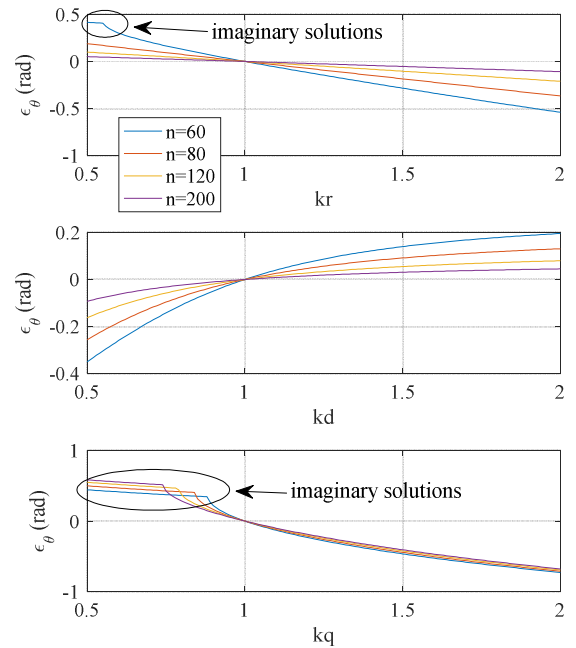 0.5
imaginary solutions
0
-0.5
-1
ϵθ (rad)
n=60
n=80
n=120
n=200
0.5
1
1.5
2
kr
0.2
0
-0.2
-0.4
ϵθ (rad)
0.5
1
1.5
2
kd
1
imaginary solutions
0
-1
ϵθ (rad)
0.5
1
1.5
2
kq